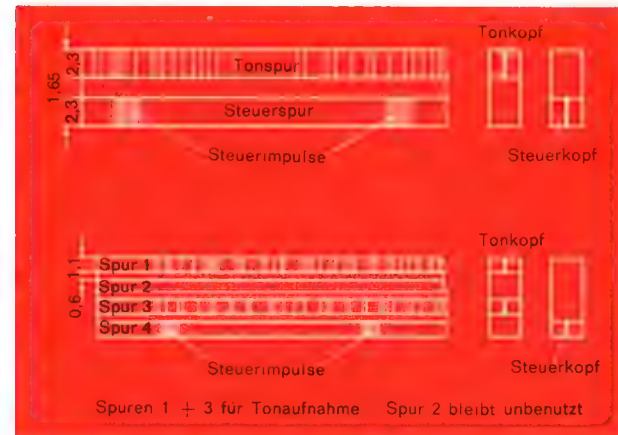 Tonkopf
2,3
Tonspur
1,65
2,3
Steuerspur
Steuerimpulse
Steuerkopf
Tonkopf
1,1
Spur 1
Spur 2
0,6
Spur 3
Spur 4
Steuerimpulse
Steuerkopf
Spuren 1 + 3 für Tonaufnahme Spur 2 bleibt unbenutzt